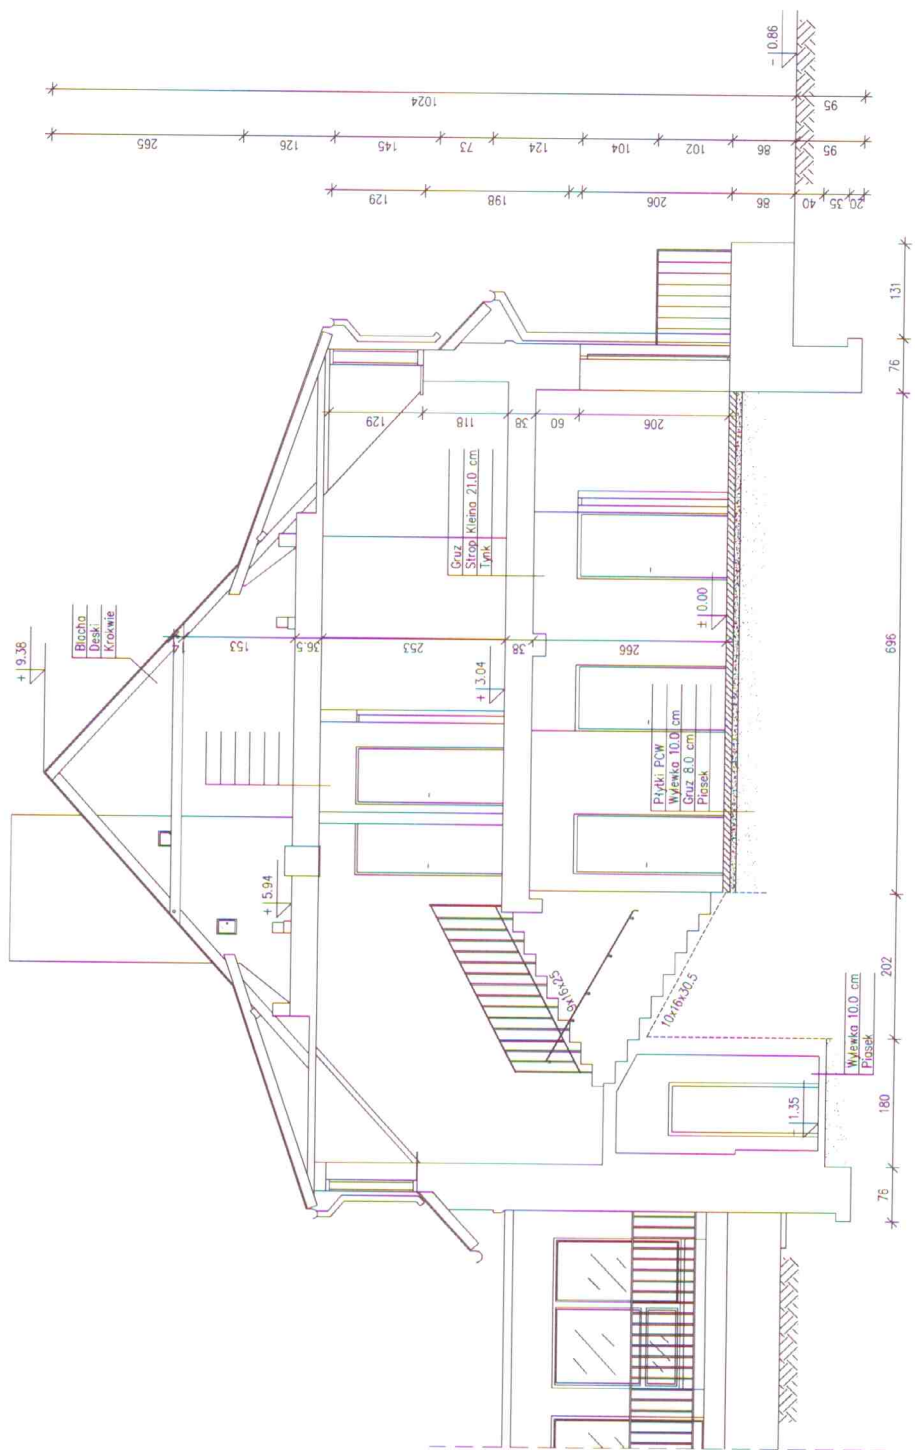 + 9.38
Blacha
Deski
Krokwie
14
153
36.5
253
38
266
+ 5.94
+ 3.04
Gruz
Strop Kleina 21.0 cm
Tynk
129
118
38
60
206
± 0.00
9x16x25
10x16x30.5
Płytki PCW
Wylewka 10.0 cm
Gruz 8.0 cm
Piasek
- 1.35
Wylewka 10.0 cm
Piasek
- 0.86
129
198
206
86
40
35
20
265
126
145
73
124
104
102
86
95
1024
95
76
180
202
696
76
131